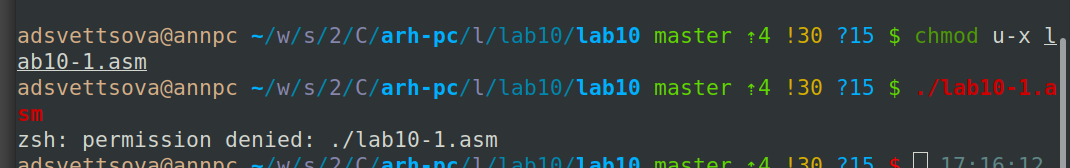 adsvettsova@annpc ~/w/s/2/C/arh-pc/l/lab10/lab10 master ⇡4 !30 ?15 $ chmod u-x l
ab10-1.asm
adsvettsova@annpc ~/w/s/2/C/arh-pc/l/lab10/lab10 master ⇡4 !30 ?15 $ ./lab10-1.a
sm
zsh: permission denied: ./lab10-1.asm
adsvettsova@annpc ~/w/s/2/C/arh-pc/l/lab10/lab10 master ⇡4 !30 ?15 $ 17:16:12